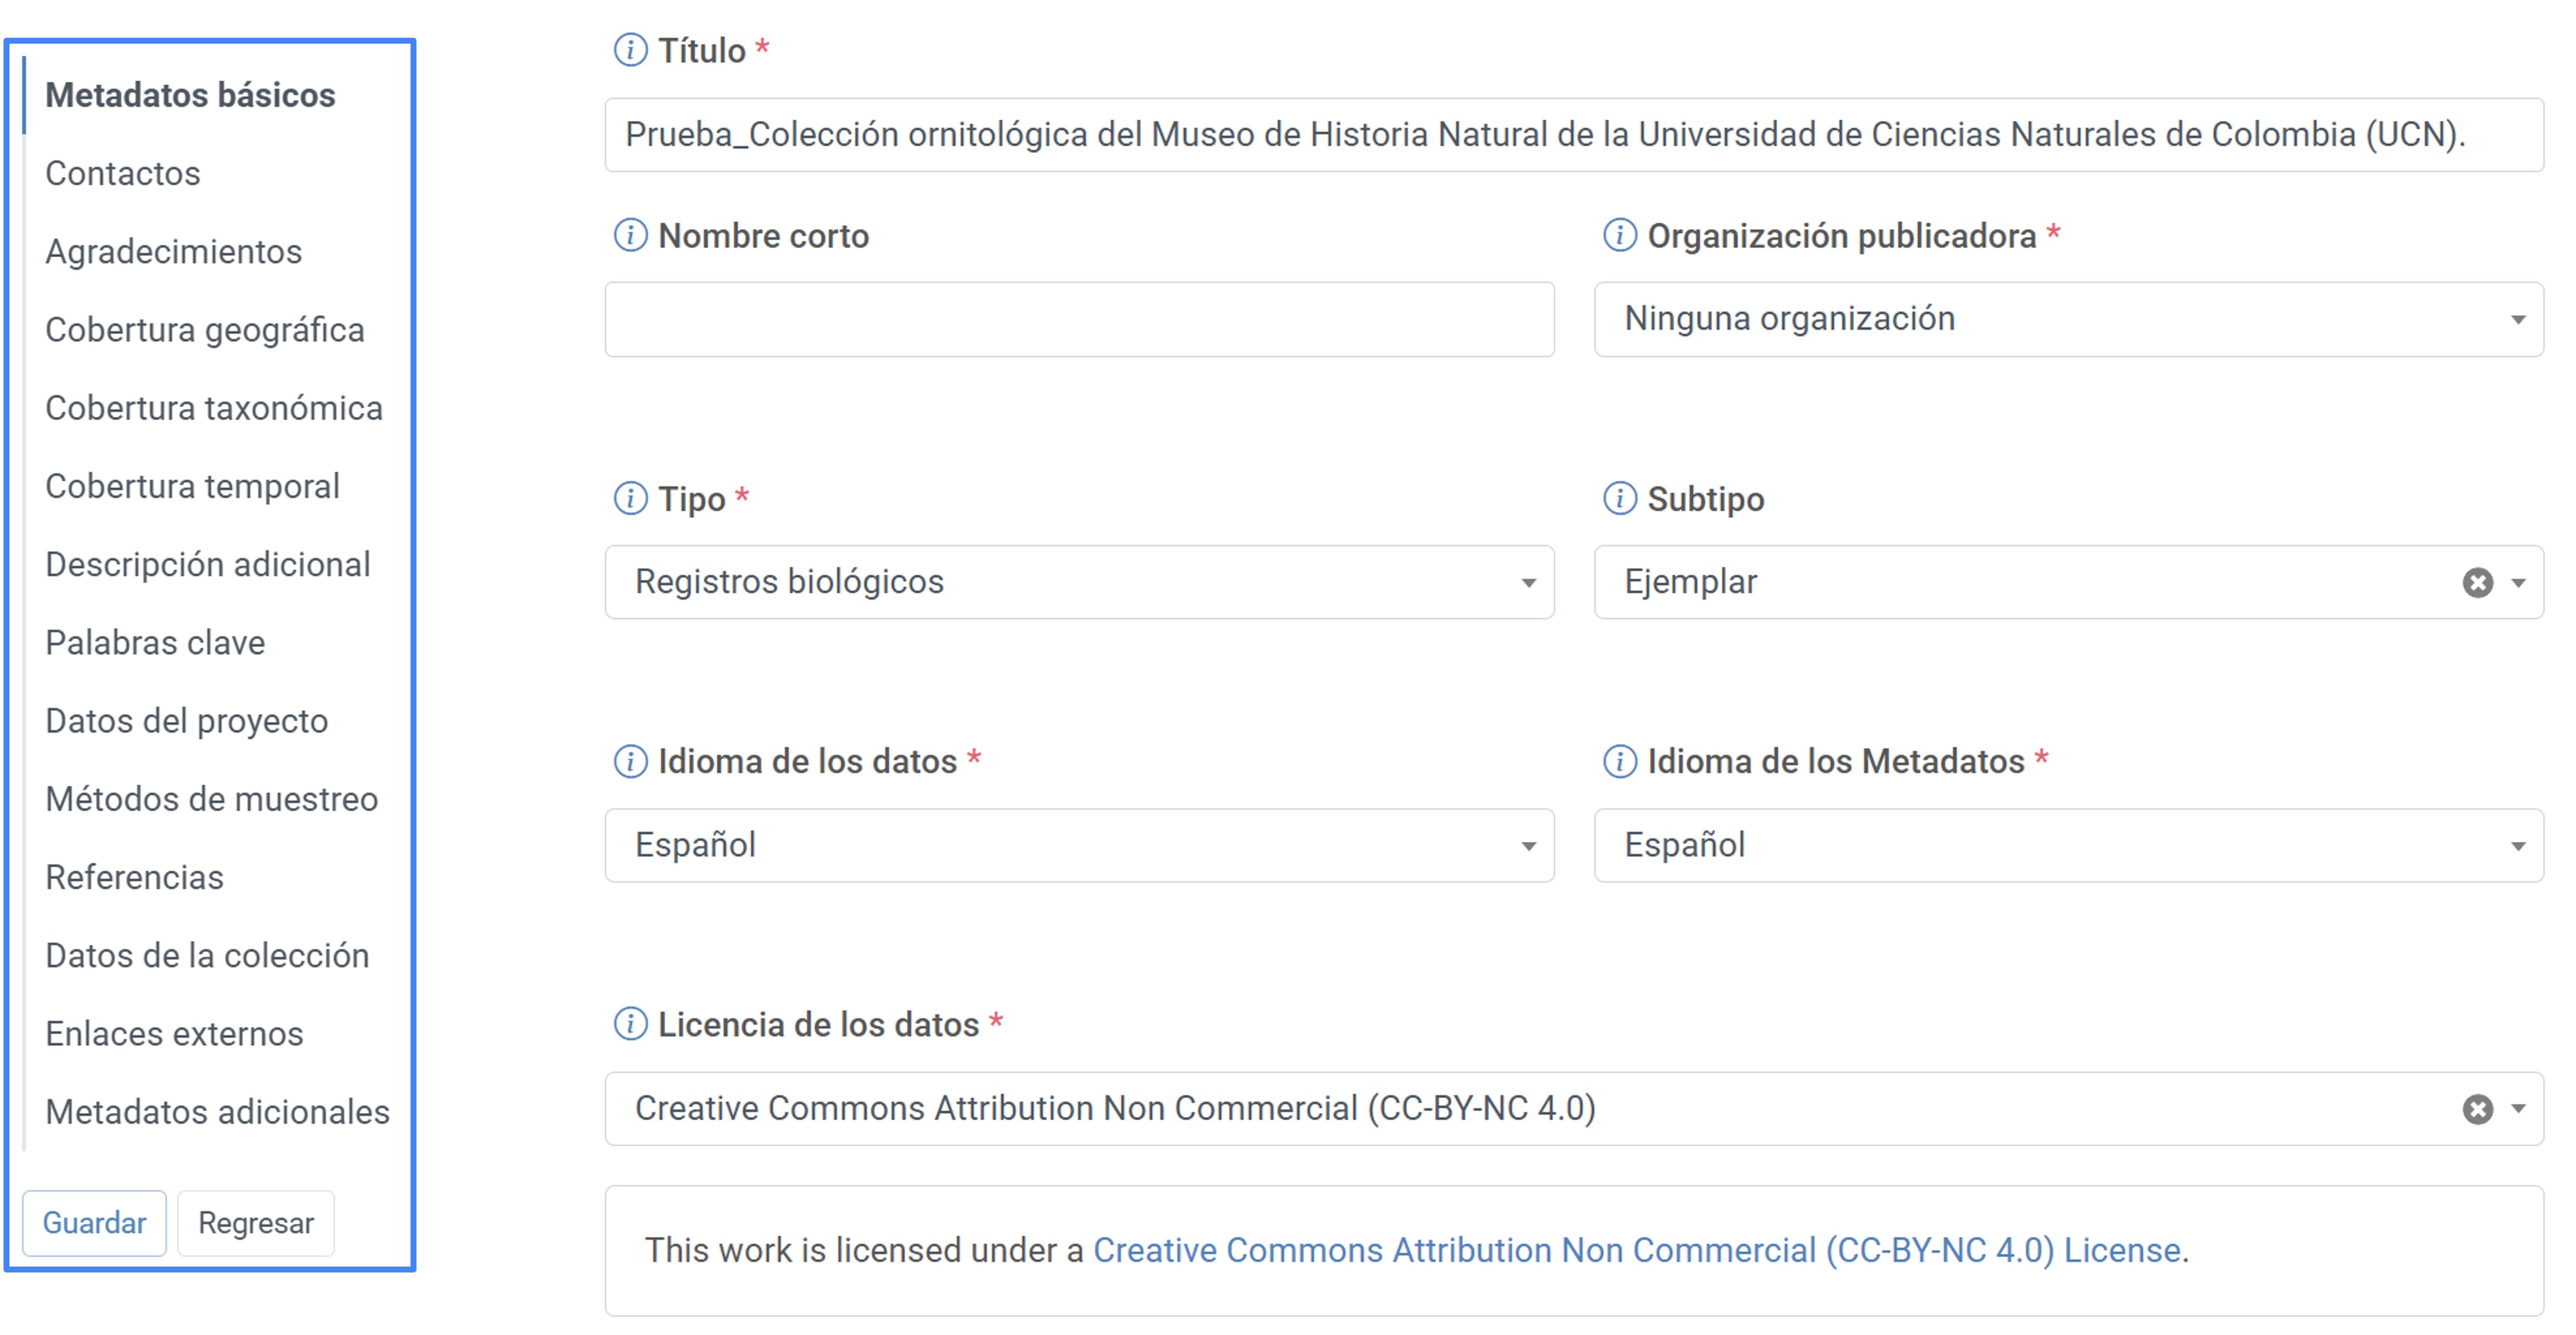 Metadatos básicos
Contactos
Agradecimientos
Cobertura geográfica
Cobertura taxonómica
Cobertura temporal
Descripción adicional
Palabras clave
Datos del proyecto
Métodos de muestreo
Referencias
Datos de la colección
Enlaces externos
Metadatos adicionales
Guardar Regresar
Título *
Prueba_Colección ornitológica del Museo de Historia Natural de la Universidad de Ciencias Naturales de Colombia (UCN).
Nombre corto
Organización publicadora *
Ninguna organización
Tipo *
Registros biológicos
Subtipo
Ejemplar
Idioma de los datos *
Español
Idioma de los Metadatos *
Español
Licencia de los datos *
Creative Commons Attribution Non Commercial (CC-BY-NC 4.0)
This work is licensed under a Creative Commons Attribution Non Commercial (CC-BY-NC 4.0) License.